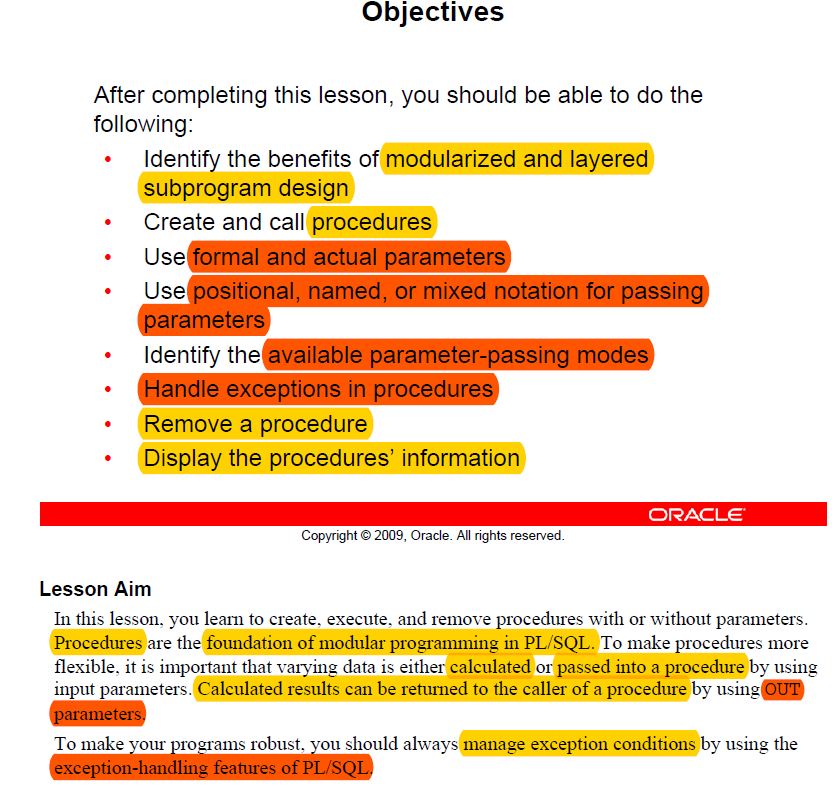 Objectives
After completing this lesson, you should be able to do the
following:
• Identify the benefits of modularized and layered
subprogram design
• Create and call procedures
• Use formal and actual parameters
• Use positional, named, or mixed notation for passing
parameters
• Identify the available parameter-passing modes
• Handle exceptions in procedures
• Remove a procedure
• Display the procedures’ information
ORACLE
Copyright © 2009, Oracle. All rights reserved.
Lesson Aim
In this lesson, you learn to create, execute, and remove procedures with or without parameters.
Procedures are the foundation of modular programming in PL/SQL. To make procedures more
flexible, it is important that varying data is either calculated or passed into a procedure by using
input parameters. Calculated results can be returned to the caller of a procedure by using OUT
parameters.
To make your programs robust, you should always manage exception conditions by using the
exception-handling features of PL/SQL.